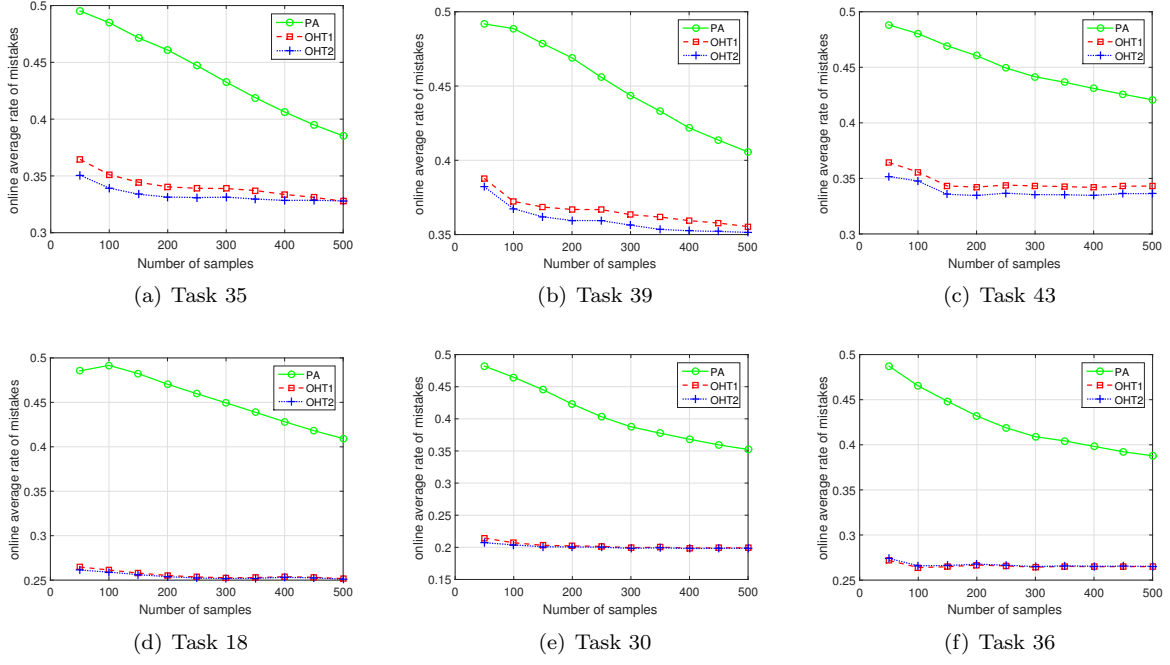 0.5
0.45
0.4
0.35
0.3
0 100 200 300 400 500
online average rate of mistakes
Number of samples
PA
OHT1
OHT2
(a) Task 35
0.5
0.45
0.4
0.35
0 100 200 300 400 500
online average rate of mistakes
Number of samples
PA
OHT1
OHT2
(b) Task 39
0.5
0.45
0.4
0.35
0.3
0 100 200 300 400 500
online average rate of mistakes
Number of samples
PA
OHT1
OHT2
(c) Task 43
0.5
0.45
0.4
0.35
0.3
0.25
0 100 200 300 400 500
online average rate of mistakes
Number of samples
PA
OHT1
OHT2
(d) Task 18
0.5
0.45
0.4
0.35
0.3
0.25
0.2
0.15
0 100 200 300 400 500
online average rate of mistakes
Number of samples
PA
OHT1
OHT2
(e) Task 30
0.5
0.45
0.4
0.35
0.3
0.25
0 100 200 300 400 500
online average rate of mistakes
Number of samples
PA
OHT1
OHT2
(f) Task 36